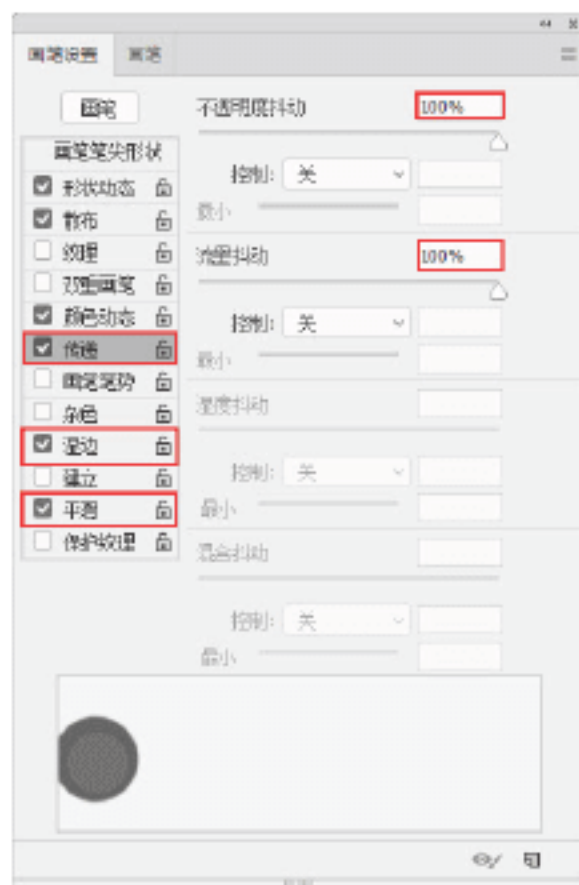 画笔设置 画笔
画笔
画笔笔尖形状
形状动态
散布
纹理
双重画笔
颜色动态
传递
画笔笔势
杂色
湿边
建立
平滑
保护纹理
不透明度抖动 100%
控制: 关
最小
流量抖动 100%
控制: 关
最小
湿度抖动
控制: 关
最小
混合抖动
控制: 关
最小